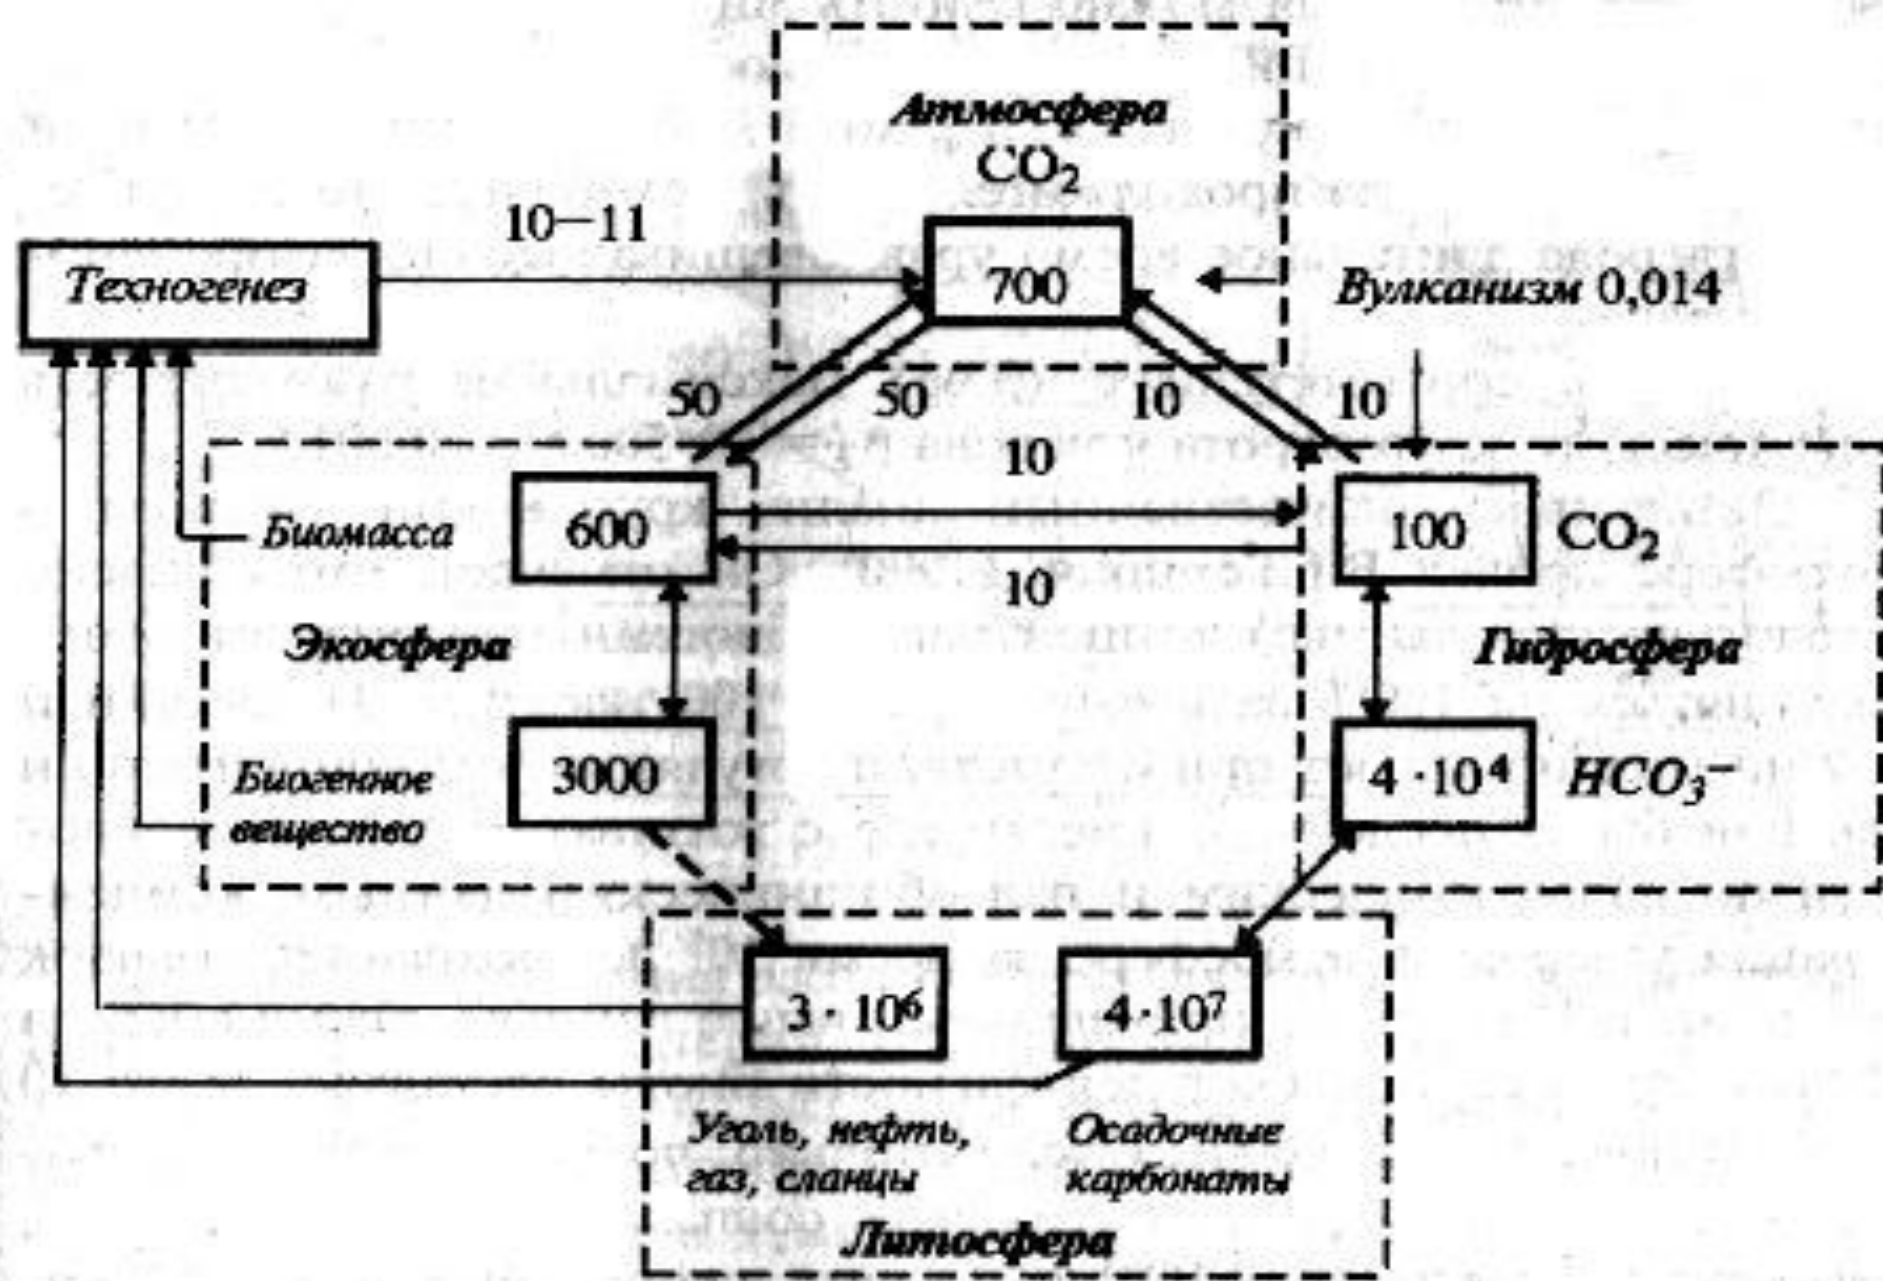 Атмосфера
CO₂
10–11
Техногенез
700
Вулканизм 0,014
50
50
10
10
10
Биомасса
600
100
CO₂
10
Экосфера
Гидросфера
Биогенное
вещество
3000
4 · 10⁴
HCO₃⁻
3 · 10⁶
4 · 10⁷
Уголь, нефть,
газ, сланцы
Осадочные
карбонаты
Литосфера